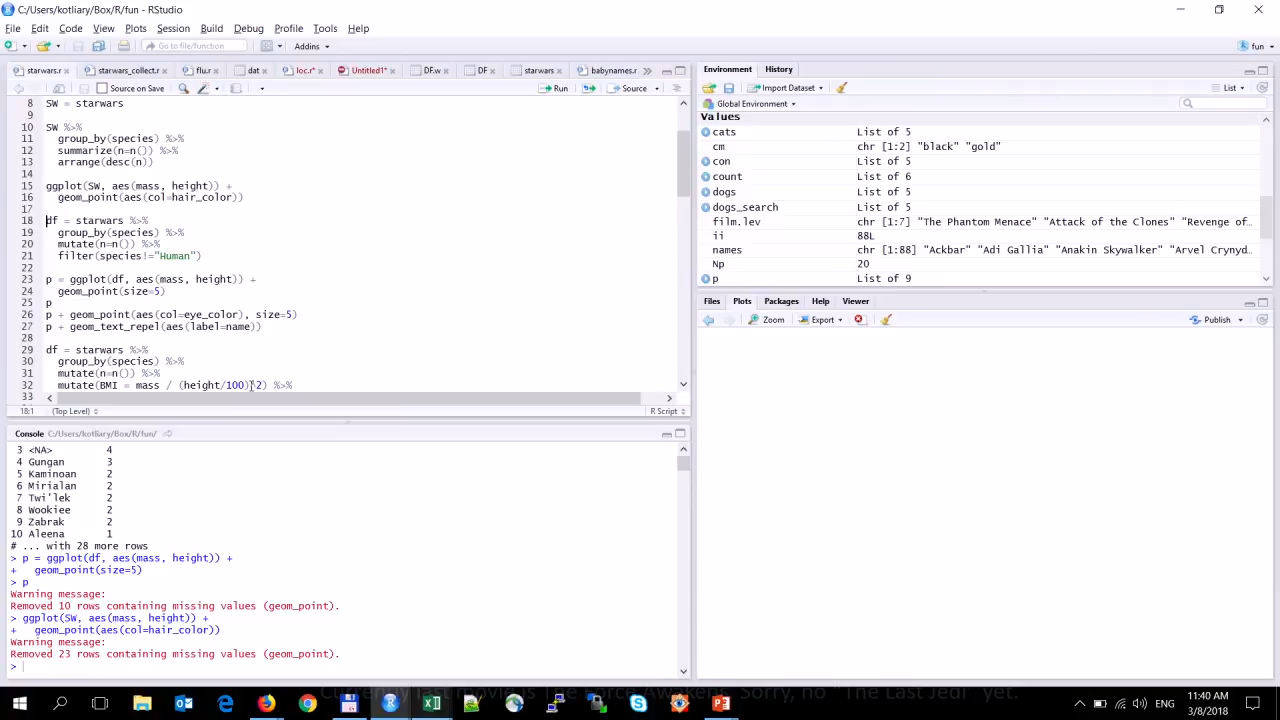 C:/Users/kotliary/Box/R/fun - RStudio
File Edit Code View Plots Session Build Debug Profile Tools Help
Go to file/function Addins fun
starwars.r starwars_collect.r flu.r dat loc.r* Untitled1* DF.w DF starwars babynames.r
Source on Save Run Source
8 SW = starwars
9
10 SW %>%
11 group_by(species) %>%
12 summarize(n=n()) %>%
13 arrange(desc(n))
14
15 ggplot(SW, aes(mass, height)) +
16 geom_point(aes(col=hair_color))
17
18 df = starwars %>%
19 group_by(species) %>%
20 mutate(n=n()) %>%
21 filter(species!="Human")
22
23 p = ggplot(df, aes(mass, height)) +
24 geom_point(size=5)
25 p
26 p + geom_point(aes(col=eye_color), size=5)
27 p + geom_text_repel(aes(label=name))
28
29 df = starwars %>%
30 group_by(species) %>%
31 mutate(n=n()) %>%
32 mutate(BMI = mass / (height/100)^2) %>%
33
18:1 (Top Level) R Script
Console C:/Users/kotliary/Box/R/fun/
3 <NA> 4
4 Gungan 3
5 Kaminoan 2
6 Mirialan 2
7 Twi'lek 2
8 Wookiee 2
9 Zabrak 2
10 Aleena 1
# ... with 28 more rows
> p = ggplot(df, aes(mass, height)) +
+ geom_point(size=5)
> p
Warning message:
Removed 10 rows containing missing values (geom_point).
> ggplot(SW, aes(mass, height)) +
+ geom_point(aes(col=hair_color))
Warning message:
Removed 23 rows containing missing values (geom_point).
>
Environment History
Import Dataset List
Global Environment
Values
cats List of 5
cm chr [1:2] "black" "gold"
con List of 5
count List of 6
dogs List of 5
dogs_search List of 5
film.lev chr [1:7] "The Phantom Menace" "Attack of the Clones" "Revenge of…
ii 88L
names chr [1:88] "Ackbar" "Adi Gallia" "Anakin Skywalker" "Arvel Crynyd…
Np 20
p List of 9
Files Plots Packages Help Viewer
Zoom Export Publish
Currently last movie is The Force Awakens. Sorry, no "The Last Jedi" yet.
ENG
11:40 AM
3/8/2018